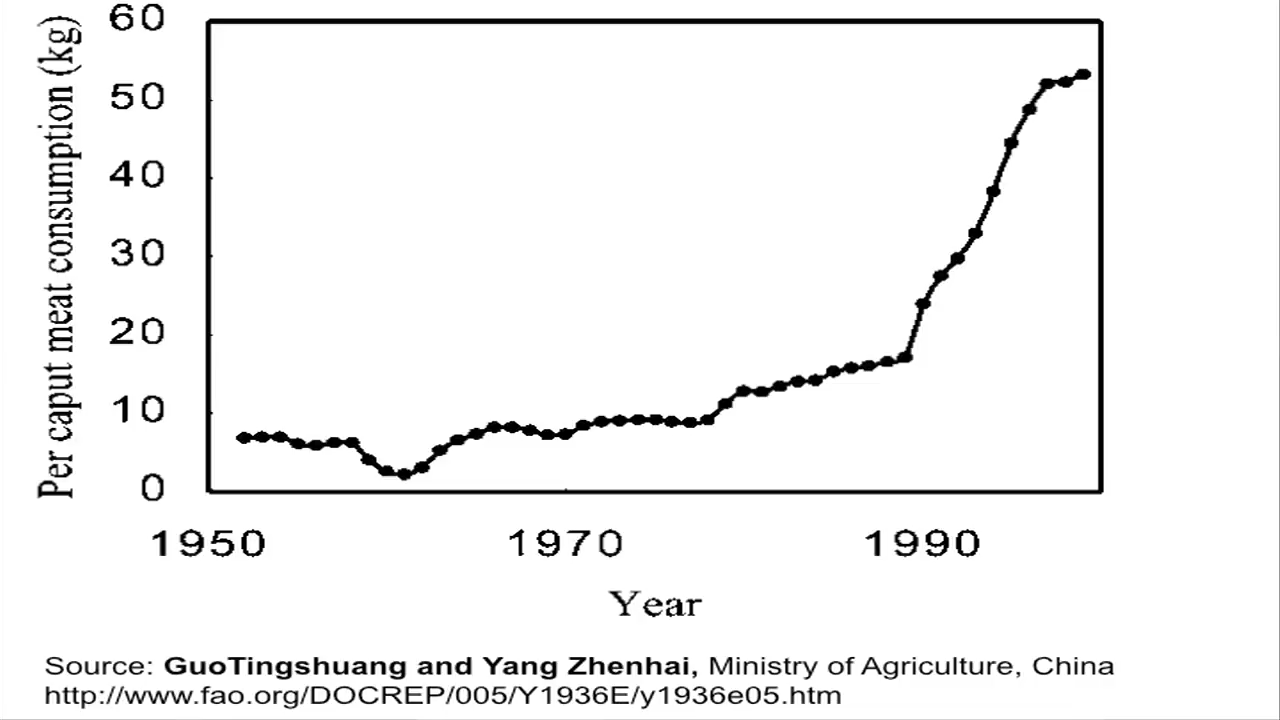 Per caput meat consumption (kg)
60
50
40
30
20
10
0
1950 1970 1990
Year
Source: GuoTingshuang and Yang Zhenhai, Ministry of Agriculture, China
http://www.fao.org/DOCREP/005/Y1936E/y1936e05.htm